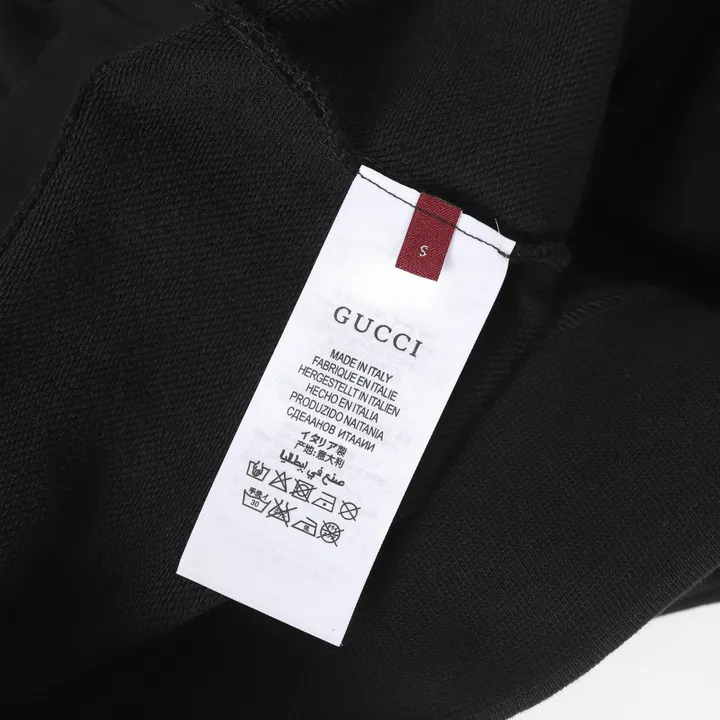 S
GUCCI
MADE IN ITALY
FABRIQUE EN ITALIE
HERGESTELLT IN ITALIEN
HECHO EN ITALIA
PRODUZIDO NAITANIA
СДЕАНОВ ИТААИИ
イタリア製
产地:意大利
صنع في إيطاليا
30